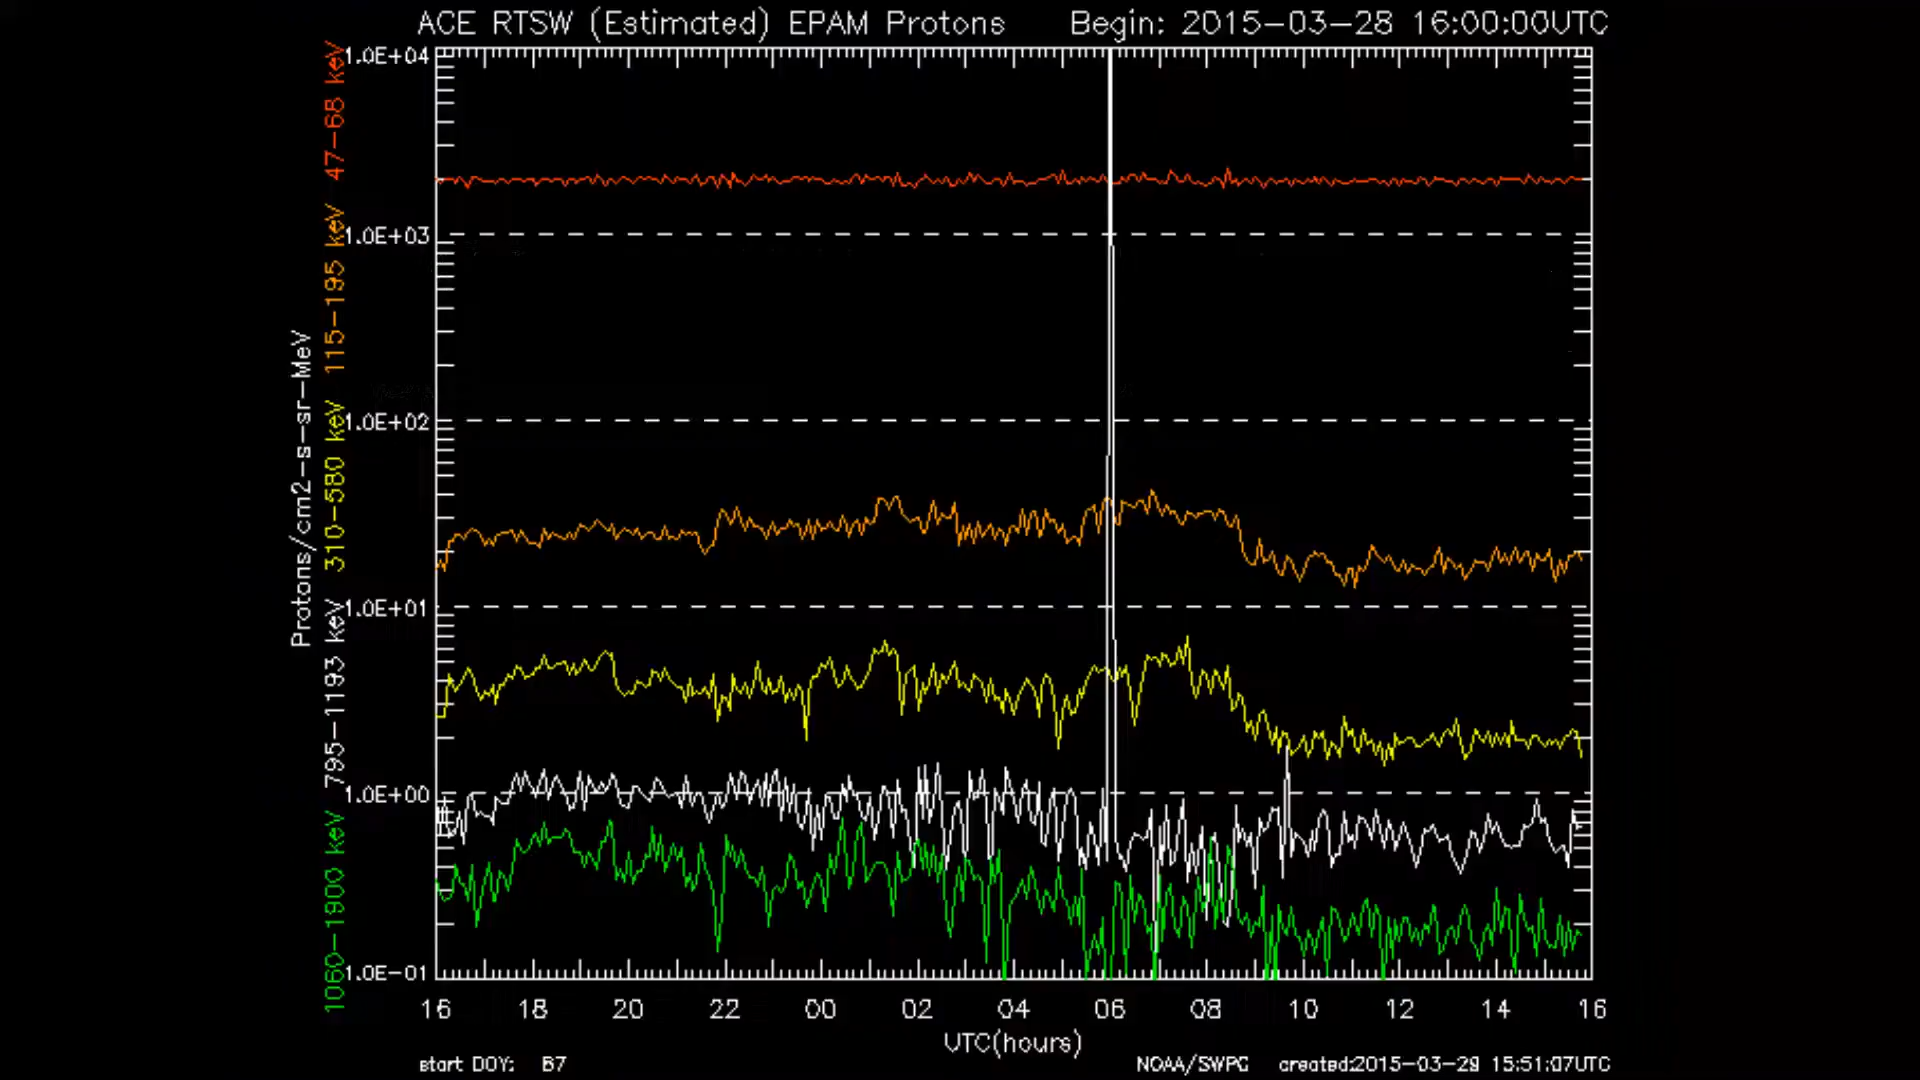 ACE RTSW (Estimated) EPAM Protons Begin: 2015-03-28 16:00:00UTC
1.0E+04
1.0E+03
1.0E+02
1.0E+01
1.0E+00
1.0E-01
Protons/cm2-s-sr-MeV
47-68 keV
115-195 keV
310-580 keV
795-1193 keV
1060-1900 keV
16 18 20 22 00 02 04 06 08 10 12 14 16
UTC(hours)
start DOY: 87 NOAA/SWPC created:2015-03-29 15:51:07UTC